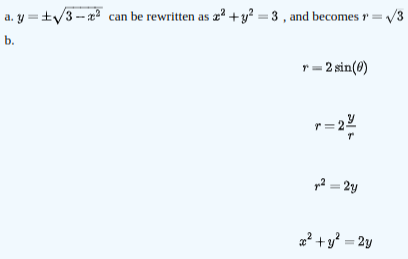 a. y = ±√3 − x² can be rewritten as x² + y² = 3 , and becomes r = √3
b.
r = 2 sin(θ)
r = 2 y/r
r² = 2y
x² + y² = 2y